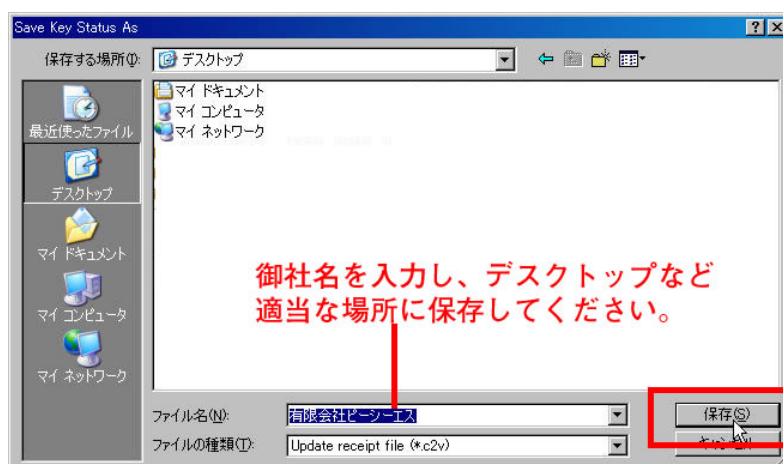 Save Key Status As
保存する場所(I):
デスクトップ
マイ ドキュメント
マイ コンピュータ
マイ ネットワーク
最近使ったファイル
デスクトップ
マイ ドキュメント
マイ コンピュータ
マイ ネットワーク
御社名を入力し、デスクトップなど
適当な場所に保存してください。
ファイル名(N):
有限会社ピーシーエス
保存(S)
ファイルの種類(T):
Update receipt file (*.c2v)
キャンセル